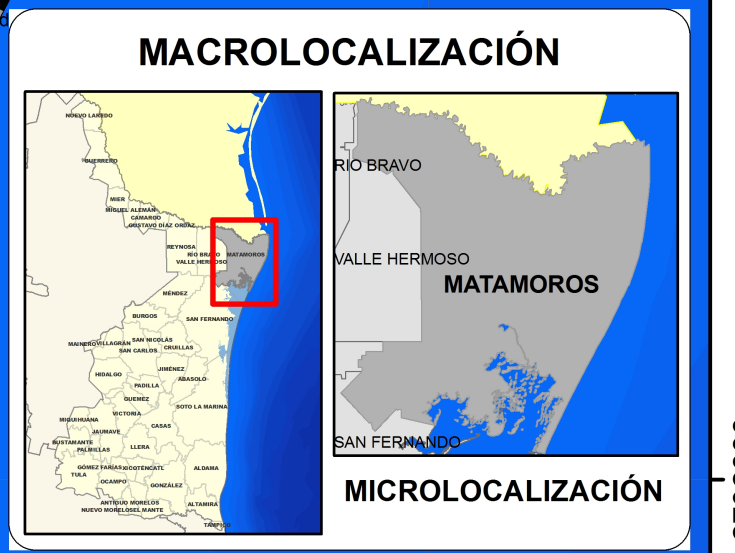 MACROLOCALIZACIÓN
NUEVO LAREDO
GUERRERO
MIER
MIGUEL ALEMÁN
CAMARGO
GUSTAVO DÍAZ ORDAZ
REYNOSA
RÍO BRAVO
MATAMOROS
VALLE HERMOSO
MÉNDEZ
BURGOS
SAN FERNANDO
MAINERO
VILLAGRÁN
SAN NICOLÁS
SAN CARLOS
CRUILLAS
HIDALGO
JIMÉNEZ
PADILLA
ABASOLO
GUEMEZ
SOTO LA MARINA
MIQUIHUANA
VICTORIA
JAUMAVE
CASAS
BUSTAMANTE
PALMILLAS
LLERA
GÓMEZ FARÍAS
XICOTÉNCATL
ALDAMA
TULA
OCAMPO
GONZÁLEZ
ANTIGUO MORELOS
ALTAMIRA
NUEVO MORELOS
EL MANTE
TAMPICO
RIO BRAVO
VALLE HERMOSO
MATAMOROS
SAN FERNANDO
MICROLOCALIZACIÓN